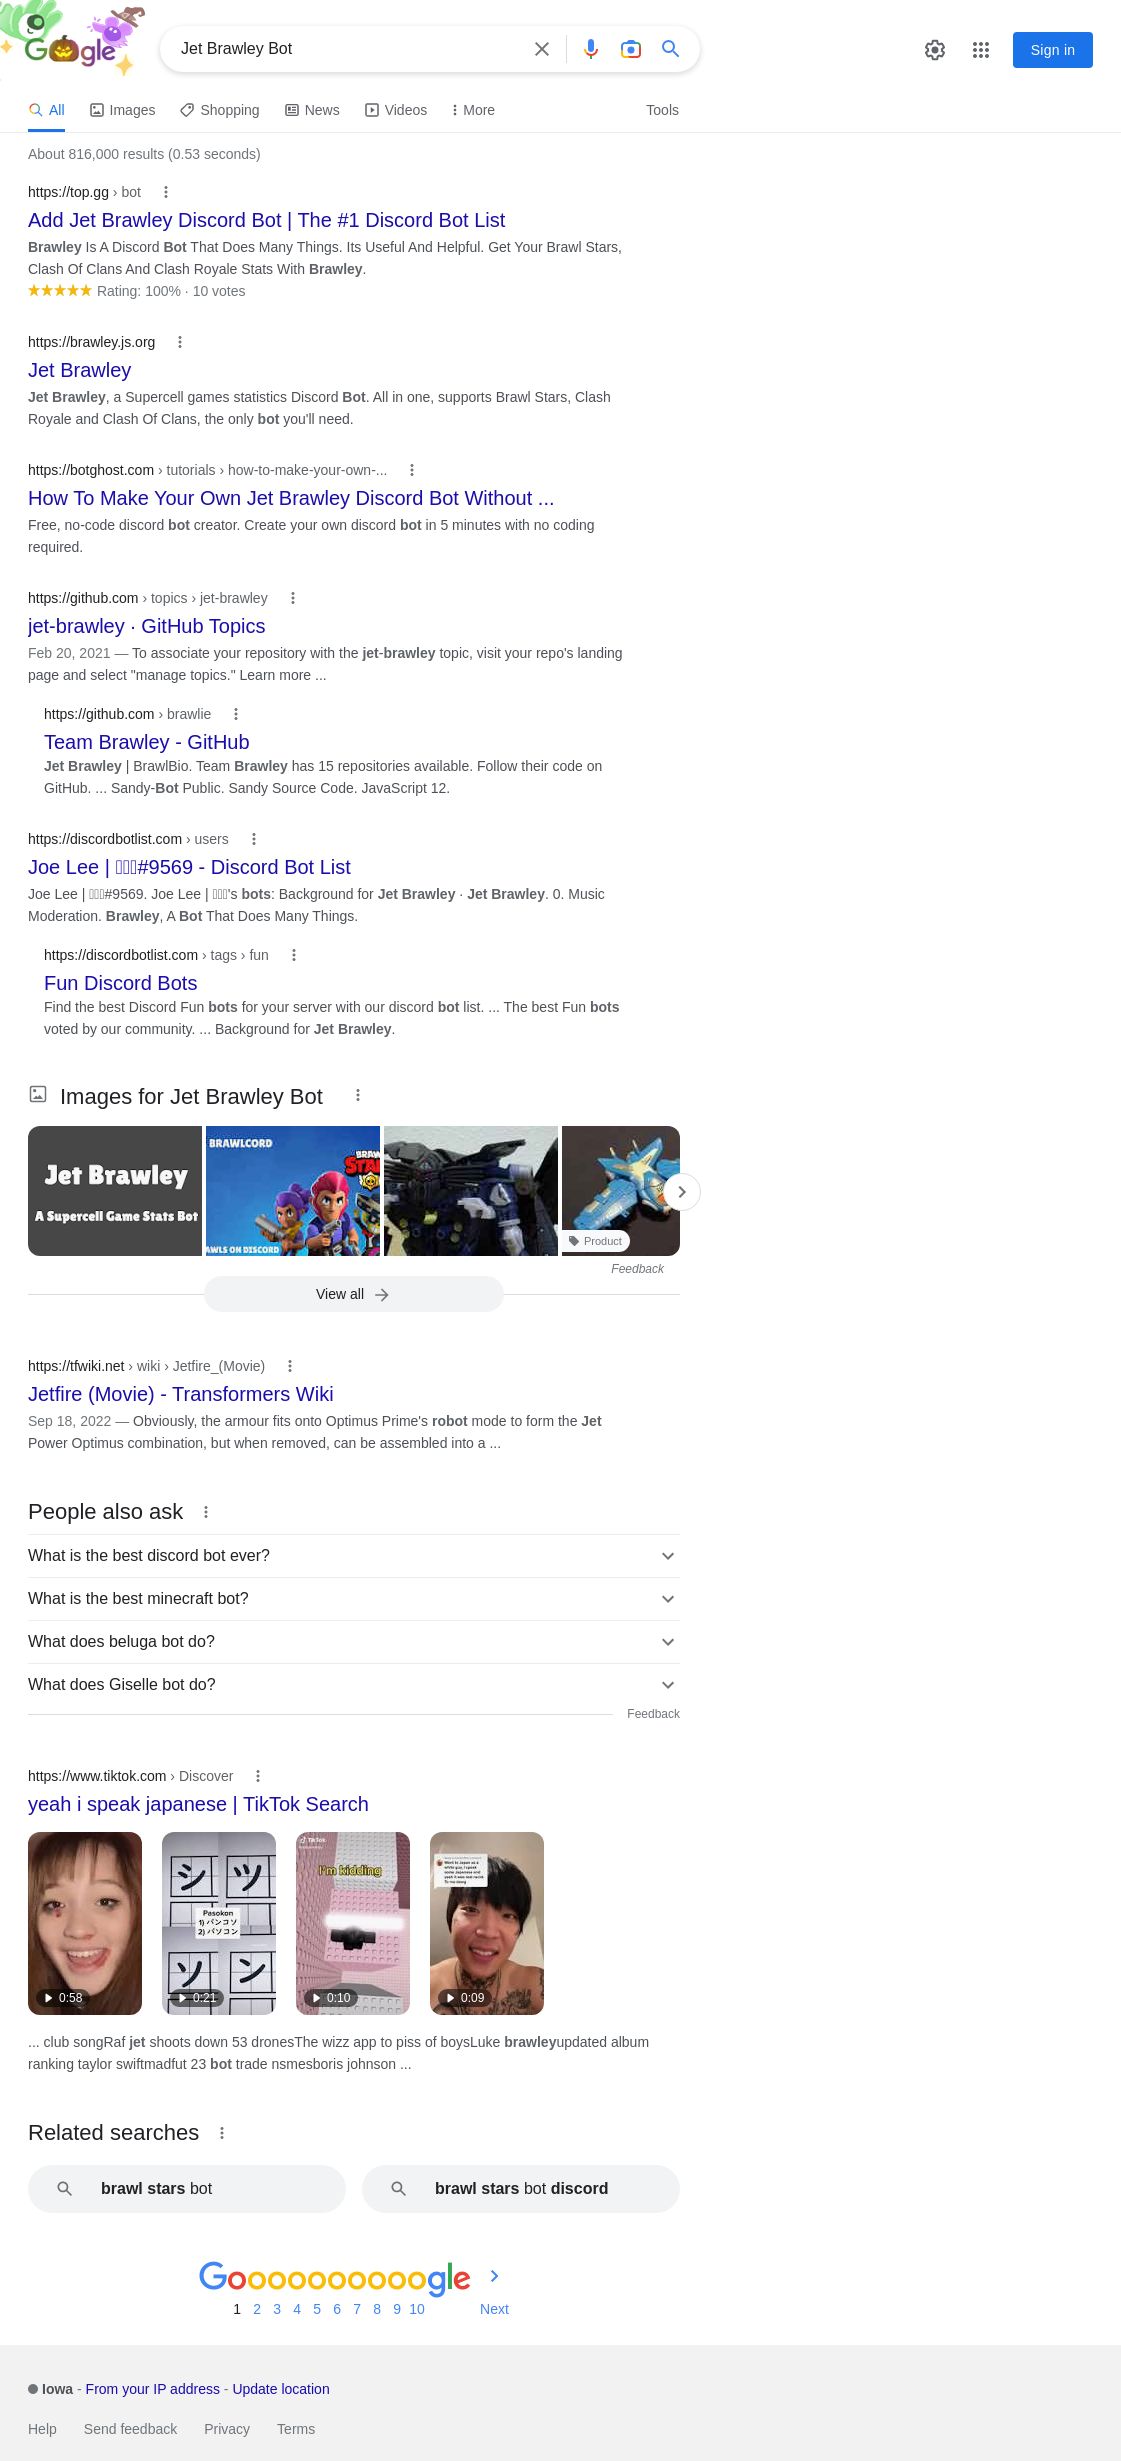 Google
Jet Brawley Bot
Sign in
All
Images
Shopping
News
Videos
More
Tools
About 816,000 results (0.53 seconds)
https://top.gg › bot
Add Jet Brawley Discord Bot | The #1 Discord Bot List
Brawley Is A Discord Bot That Does Many Things. Its Useful And Helpful. Get Your Brawl Stars,
Clash Of Clans And Clash Royale Stats With Brawley.
Rating: 100% · 10 votes
https://brawley.js.org
Jet Brawley
Jet Brawley, a Supercell games statistics Discord Bot. All in one, supports Brawl Stars, Clash
Royale and Clash Of Clans, the only bot you'll need.
https://botghost.com › tutorials › how-to-make-your-own-...
How To Make Your Own Jet Brawley Discord Bot Without ...
Free, no-code discord bot creator. Create your own discord bot in 5 minutes with no coding
required.
https://github.com › topics › jet-brawley
jet-brawley · GitHub Topics
Feb 20, 2021 — To associate your repository with the jet-brawley topic, visit your repo's landing
page and select "manage topics." Learn more ...
https://github.com › brawlie
Team Brawley - GitHub
Jet Brawley | BrawlBio. Team Brawley has 15 repositories available. Follow their code on
GitHub. ... Sandy-Bot Public. Sandy Source Code. JavaScript 12.
https://discordbotlist.com › users
Joe Lee | #9569 - Discord Bot List
Joe Lee | #9569. Joe Lee | 's bots: Background for Jet Brawley · Jet Brawley. 0. Music
Moderation. Brawley, A Bot That Does Many Things.
https://discordbotlist.com › tags › fun
Fun Discord Bots
Find the best Discord Fun bots for your server with our discord bot list. ... The best Fun bots
voted by our community. ... Background for Jet Brawley.
Images for Jet Brawley Bot
Jet Brawley
A Supercell Game Stats Bot
BRAWLCORD
BRAW
STA
AWLS ON DISCORD
Product
Feedback
View all
https://tfwiki.net › wiki › Jetfire_(Movie)
Jetfire (Movie) - Transformers Wiki
Sep 18, 2022 — Obviously, the armour fits onto Optimus Prime's robot mode to form the Jet
Power Optimus combination, but when removed, can be assembled into a ...
People also ask
What is the best discord bot ever?
What is the best minecraft bot?
What does beluga bot do?
What does Giselle bot do?
Feedback
https://www.tiktok.com › Discover
yeah i speak japanese | TikTok Search
0:58
シ ツ
Pasokon
1) パンコソ
2) パソコン
ソ ン
0:21
TikTok
I'm kidding
0:10
0:09
... club songRaf jet shoots down 53 dronesThe wizz app to piss of boysLuke brawleyupdated album
ranking taylor swiftmadfut 23 bot trade nsmesboris johnson ...
Related searches
brawl stars bot
brawl stars bot discord
Goooooooooogle
1 2 3 4 5 6 7 8 9 10
Next
Iowa - From your IP address - Update location
Help
Send feedback
Privacy
Terms